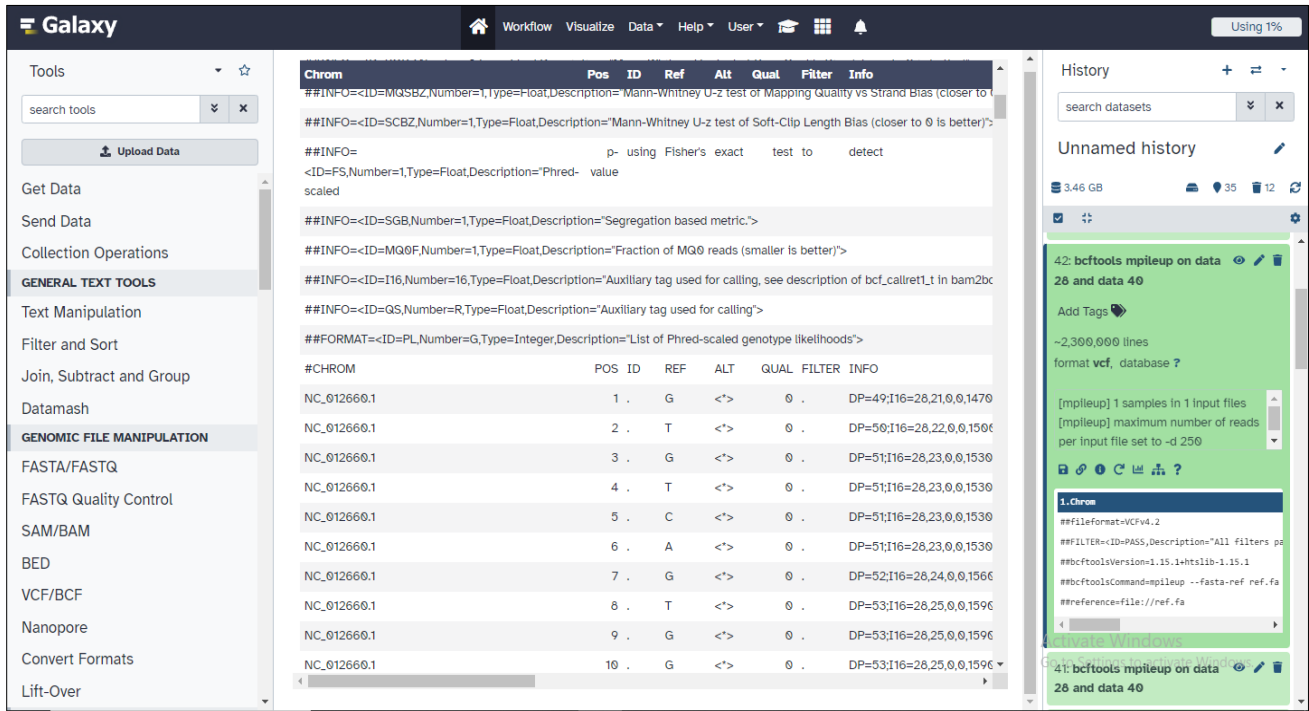 Galaxy
Workflow Visualize Data Help User
Using 1%
Tools
search tools
Upload Data
Get Data
Send Data
Collection Operations
GENERAL TEXT TOOLS
Text Manipulation
Filter and Sort
Join, Subtract and Group
Datamash
GENOMIC FILE MANIPULATION
FASTA/FASTQ
FASTQ Quality Control
SAM/BAM
BED
VCF/BCF
Nanopore
Convert Formats
Lift-Over
Chrom Pos ID Ref Alt Qual Filter Info
##INFO=<ID=MQSBZ,Number=1,Type=Float,Description="Mann-Whitney U-z test of Mapping Quality vs Strand Bias (closer to
##INFO=<ID=SCBZ,Number=1,Type=Float,Description="Mann-Whitney U-z test of Soft-Clip Length Bias (closer to 0 is better)">
##INFO= p- using Fisher's exact test to detect
<ID=FS,Number=1,Type=Float,Description="Phred- value
scaled
##INFO=<ID=SGB,Number=1,Type=Float,Description="Segregation based metric.">
##INFO=<ID=MQ0F,Number=1,Type=Float,Description="Fraction of MQ0 reads (smaller is better)">
##INFO=<ID=I16,Number=16,Type=Float,Description="Auxiliary tag used for calling, see description of bcf_callret1_t in bam2bc
##INFO=<ID=QS,Number=R,Type=Float,Description="Auxiliary tag used for calling">
##FORMAT=<ID=PL,Number=G,Type=Integer,Description="List of Phred-scaled genotype likelihoods">
#CHROM POS ID REF ALT QUAL FILTER INFO
NC_012660.1 1 . G <*> 0 . DP=49;I16=28,21,0,0,1470
NC_012660.1 2 . T <*> 0 . DP=50;I16=28,22,0,0,1500
NC_012660.1 3 . G <*> 0 . DP=51;I16=28,23,0,0,1530
NC_012660.1 4 . T <*> 0 . DP=51;I16=28,23,0,0,1530
NC_012660.1 5 . C <*> 0 . DP=51;I16=28,23,0,0,1530
NC_012660.1 6 . A <*> 0 . DP=51;I16=28,23,0,0,1530
NC_012660.1 7 . G <*> 0 . DP=52;I16=28,24,0,0,1560
NC_012660.1 8 . T <*> 0 . DP=53;I16=28,25,0,0,1590
NC_012660.1 9 . G <*> 0 . DP=53;I16=28,25,0,0,1590
NC_012660.1 10 . G <*> 0 . DP=53;I16=28,25,0,0,1590
History
search datasets
Unnamed history
3.46 GB 35 12
42: bcftools mpileup on data
28 and data 40
Add Tags
~2,300,000 lines
format vcf, database ?
[mpileup] 1 samples in 1 input files
[mpileup] maximum number of reads
per input file set to -d 250
1.Chrom
##fileformat=VCFv4.2
##FILTER=<ID=PASS,Description="All filters pa
##bcftoolsVersion=1.15.1+htslib-1.15.1
##bcftoolsCommand=mpileup --fasta-ref ref.fa
##reference=file://ref.fa
Activate Windows
Go to Settings to activate Windows.
41: bcftools mpileup on data
28 and data 40